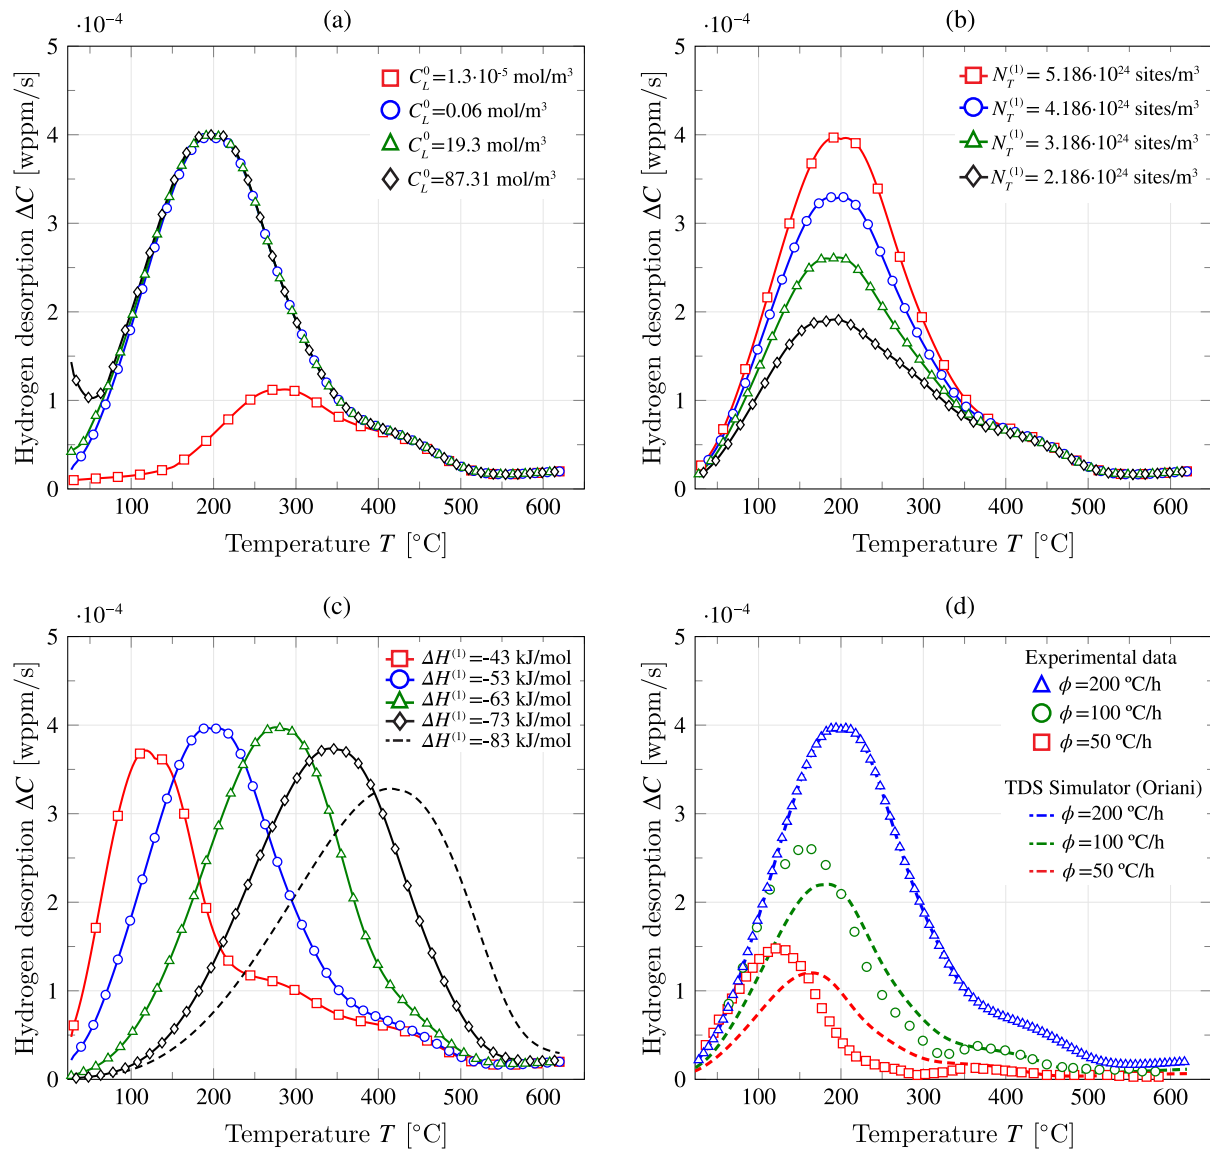 (a)
·10⁻⁴
5
4
3
2
1
0
100 200 300 400 500 600
Hydrogen desorption ΔC [wppm/s]
Temperature T [°C]
C_L^0=1.3·10⁻⁵ mol/m³
C_L^0=0.06 mol/m³
C_L^0=19.3 mol/m³
C_L^0=87.31 mol/m³
(b)
·10⁻⁴
5
4
3
2
1
0
100 200 300 400 500 600
Hydrogen desorption ΔC [wppm/s]
Temperature T [°C]
N_T^(1)= 5.186·10²⁴ sites/m³
N_T^(1)= 4.186·10²⁴ sites/m³
N_T^(1)= 3.186·10²⁴ sites/m³
N_T^(1)= 2.186·10²⁴ sites/m³
(c)
·10⁻⁴
5
4
3
2
1
0
100 200 300 400 500 600
Hydrogen desorption ΔC [wppm/s]
Temperature T [°C]
ΔH⁽¹⁾=-43 kJ/mol
ΔH⁽¹⁾=-53 kJ/mol
ΔH⁽¹⁾=-63 kJ/mol
ΔH⁽¹⁾=-73 kJ/mol
ΔH⁽¹⁾=-83 kJ/mol
(d)
·10⁻⁴
5
4
3
2
1
0
100 200 300 400 500 600
Hydrogen desorption ΔC [wppm/s]
Temperature T [°C]
Experimental data
ϕ=200 ºC/h
ϕ=100 ºC/h
ϕ=50 ºC/h
TDS Simulator (Oriani)
ϕ=200 ºC/h
ϕ=100 ºC/h
ϕ=50 ºC/h